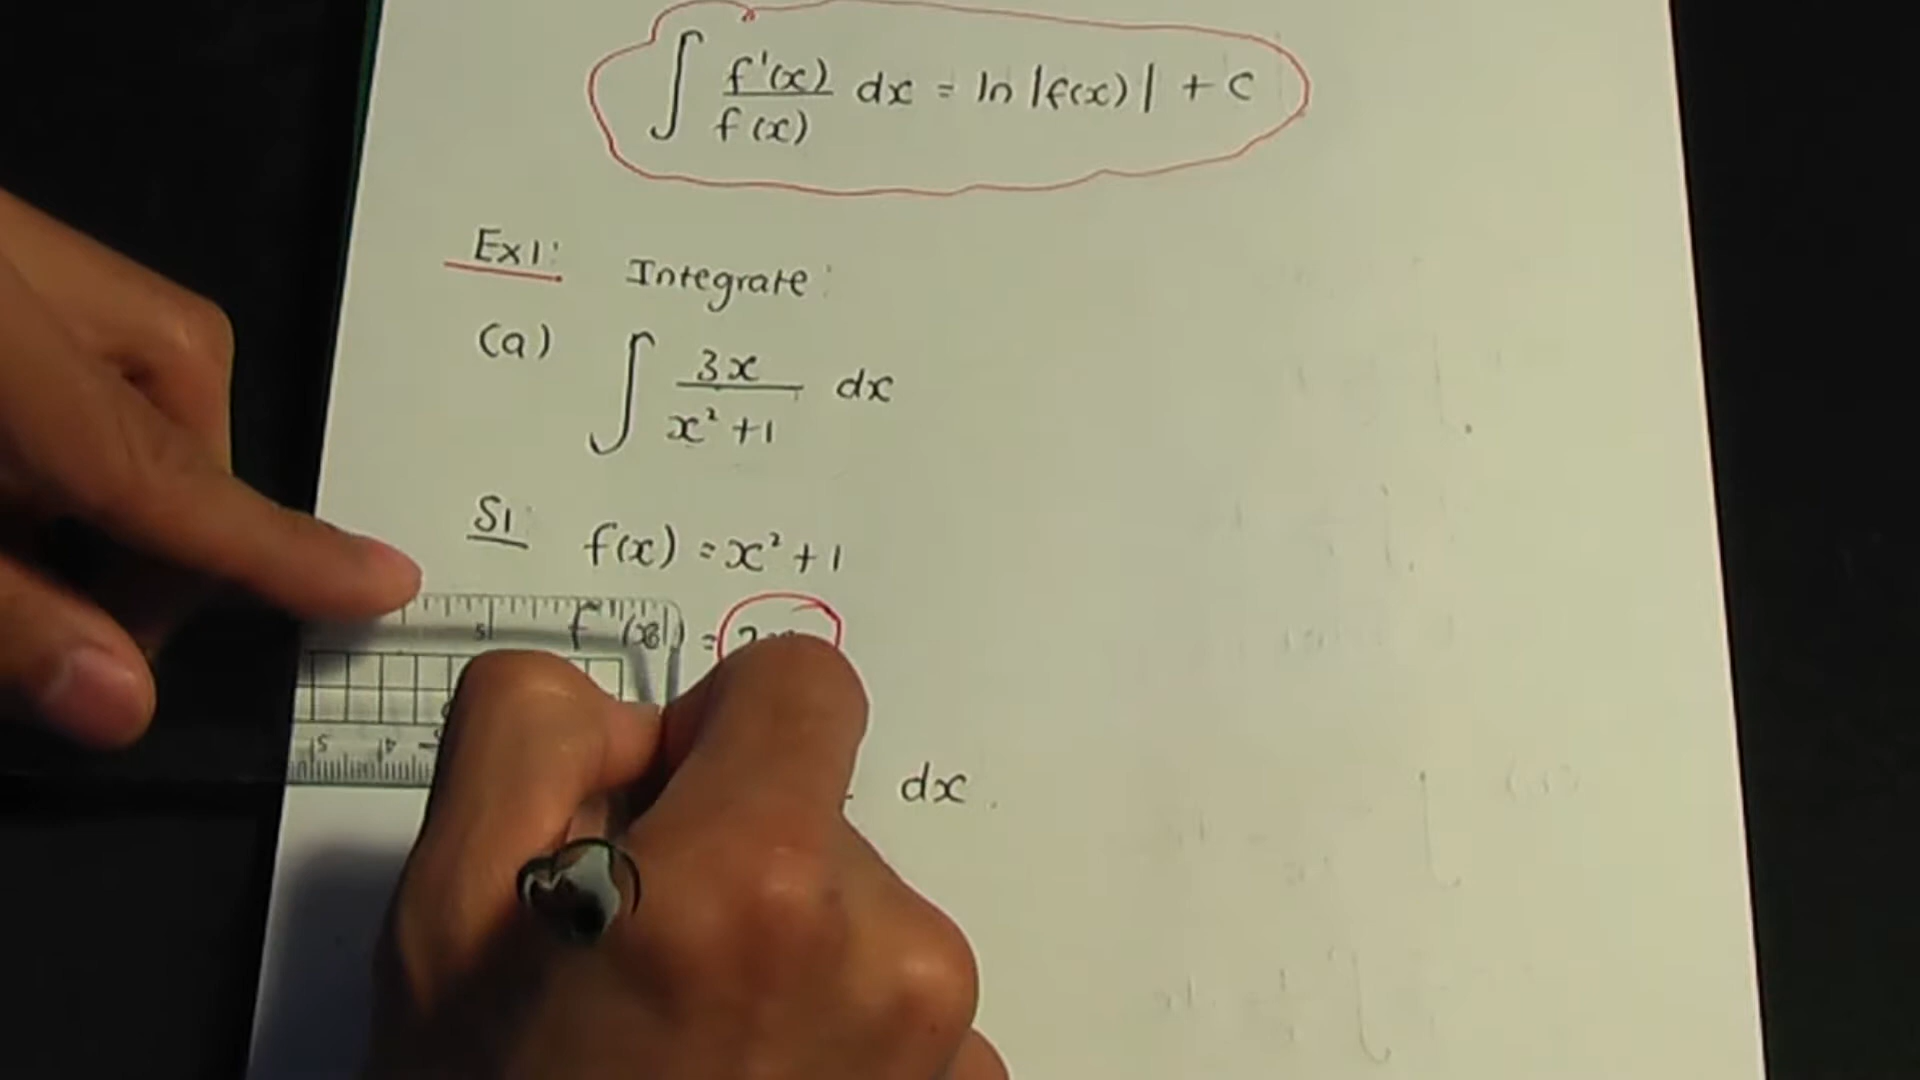 ∫ f'(x)/f(x) dx = ln |f(x)| + c
Ex1: Integrate:
(a) ∫ 3x/x²+1 dx
S1: f(x) = x² + 1
f'(x) =
dx